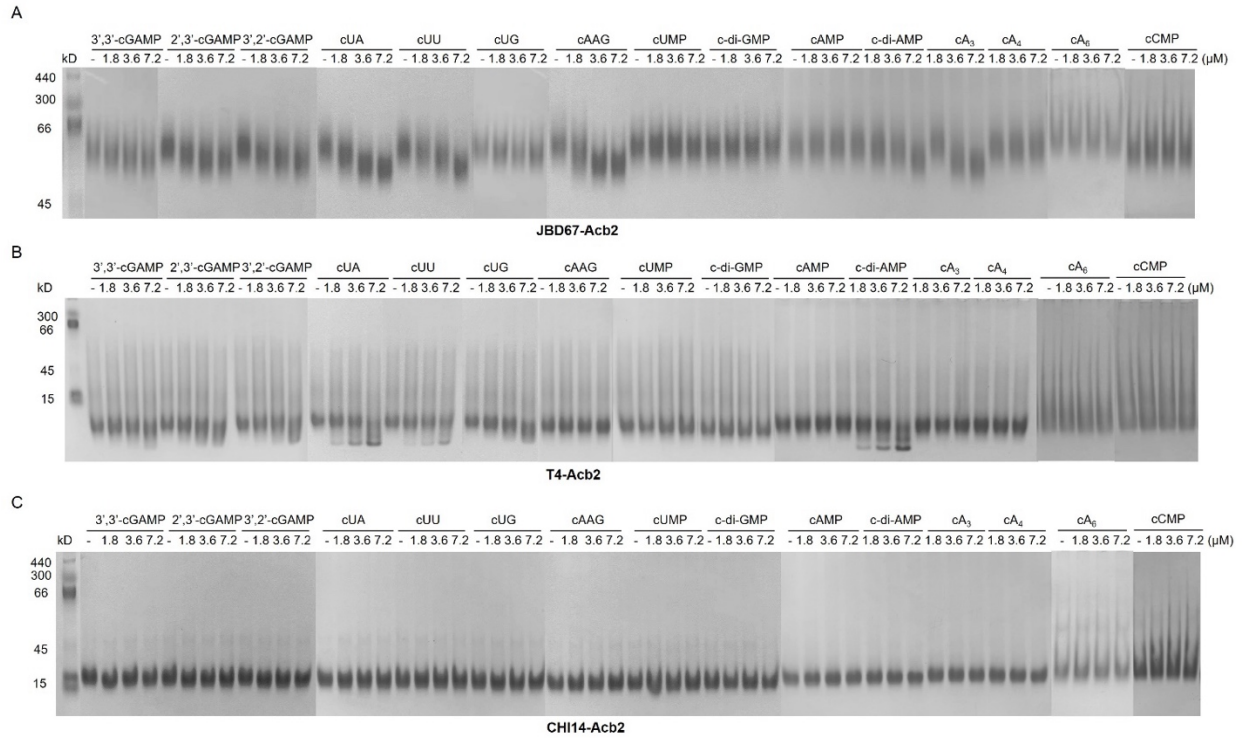 A
3',3'-cGAMP 2',3'-cGAMP 3',2'-cGAMP cUA cUU cUG cAAG cUMP c-di-GMP cAMP c-di-AMP cA₃ cA₄ cA₆ cCMP
kD - 1.8 3.6 7.2 - 1.8 3.6 7.2 - 1.8 3.6 7.2 - 1.8 3.6 7.2 - 1.8 3.6 7.2 - 1.8 3.6 7.2 - 1.8 3.6 7.2 - 1.8 3.6 7.2 - 1.8 3.6 7.2 - 1.8 3.6 7.2 1.8 3.6 7.2 1.8 3.6 7.2 1.8 3.6 7.2 - 1.8 3.6 7.2 - 1.8 3.6 7.2 (μM)
440
300
66
45
JBD67-Acb2
B
3',3'-cGAMP 2',3'-cGAMP 3',2'-cGAMP cUA cUU cUG cAAG cUMP c-di-GMP cAMP c-di-AMP cA₃ cA₄ cA₆ cCMP
kD - 1.8 3.6 7.2 - 1.8 3.6 7.2 - 1.8 3.6 7.2 - 1.8 3.6 7.2 - 1.8 3.6 7.2 - 1.8 3.6 7.2 - 1.8 3.6 7.2 - 1.8 3.6 7.2 - 1.8 3.6 7.2 - 1.8 3.6 7.2 1.8 3.6 7.2 1.8 3.6 7.2 1.8 3.6 7.2 - 1.8 3.6 7.2 - 1.8 3.6 7.2 (μM)
300
66
45
15
T4-Acb2
C
3',3'-cGAMP 2',3'-cGAMP 3',2'-cGAMP cUA cUU cUG cAAG cUMP c-di-GMP cAMP c-di-AMP cA₃ cA₄ cA₆ cCMP
kD - 1.8 3.6 7.2 - 1.8 3.6 7.2 - 1.8 3.6 7.2 - 1.8 3.6 7.2 - 1.8 3.6 7.2 - 1.8 3.6 7.2 - 1.8 3.6 7.2 - 1.8 3.6 7.2 - 1.8 3.6 7.2 - 1.8 3.6 7.2 1.8 3.6 7.2 1.8 3.6 7.2 1.8 3.6 7.2 - 1.8 3.6 7.2 - 1.8 3.6 7.2 (μM)
440
300
66
45
15
CHI14-Acb2